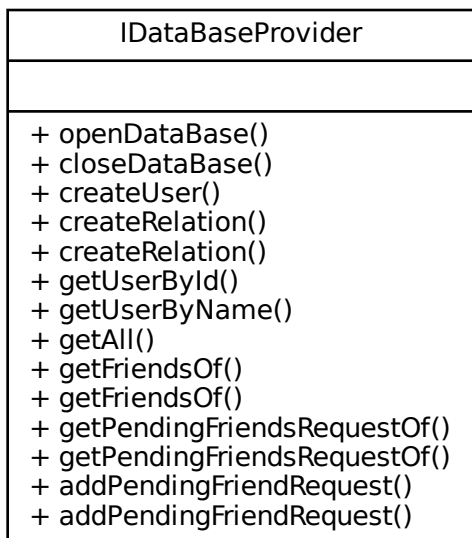 IDataBaseProvider
+ openDataBase()
+ closeDataBase()
+ createUser()
+ createRelation()
+ createRelation()
+ getUserById()
+ getUserByName()
+ getAll()
+ getFriendsOf()
+ getFriendsOf()
+ getPendingFriendsRequestOf()
+ getPendingFriendsRequestOf()
+ addPendingFriendRequest()
+ addPendingFriendRequest()